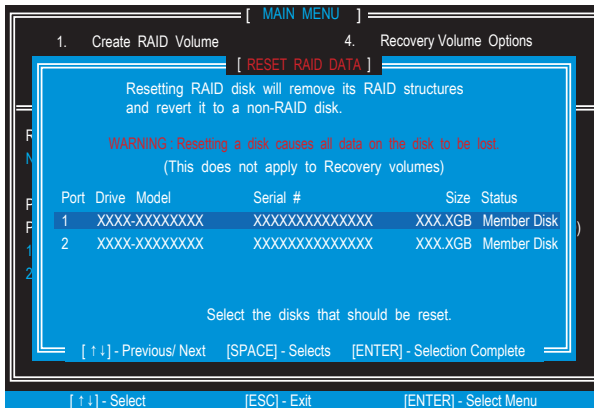 [ MAIN MENU ]
1. Create RAID Volume 4. Recovery Volume Options
[ RESET RAID DATA ]
Resetting RAID disk will remove its RAID structures
and revert it to a non-RAID disk.
WARNING : Resetting a disk causes all data on the disk to be lost.
(This does not apply to Recovery volumes)
Port Drive Model Serial # Size Status
1 XXXX-XXXXXXXX XXXXXXXXXXXXXX XXX.XGB Member Disk
2 XXXX-XXXXXXXX XXXXXXXXXXXXXX XXX.XGB Member Disk
Select the disks that should be reset.
[ ↑↓] - Previous/ Next [SPACE] - Selects [ENTER] - Selection Complete
[ ↑↓] - Select [ESC] - Exit [ENTER] - Select Menu